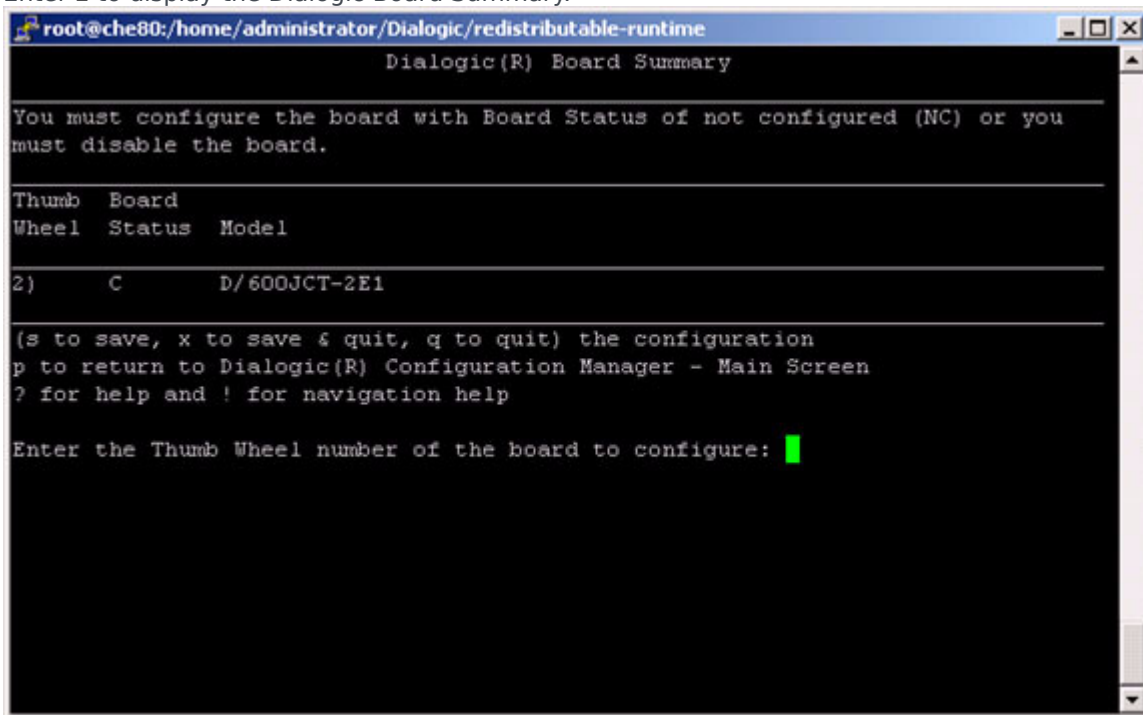 to display the Dialogic Board Summary.
root@che80:/home/administrator/Dialogic/redistributable-runtime
Dialogic(R) Board Summary
You must configure the board with Board Status of not configured (NC) or you
must disable the board.
Thumb Board
Wheel Status Model
2) C D/600JCT-2E1
(s to save, x to save & quit, q to quit) the configuration
p to return to Dialogic(R) Configuration Manager - Main Screen
? for help and ! for navigation help
Enter the Thumb Wheel number of the board to configure: